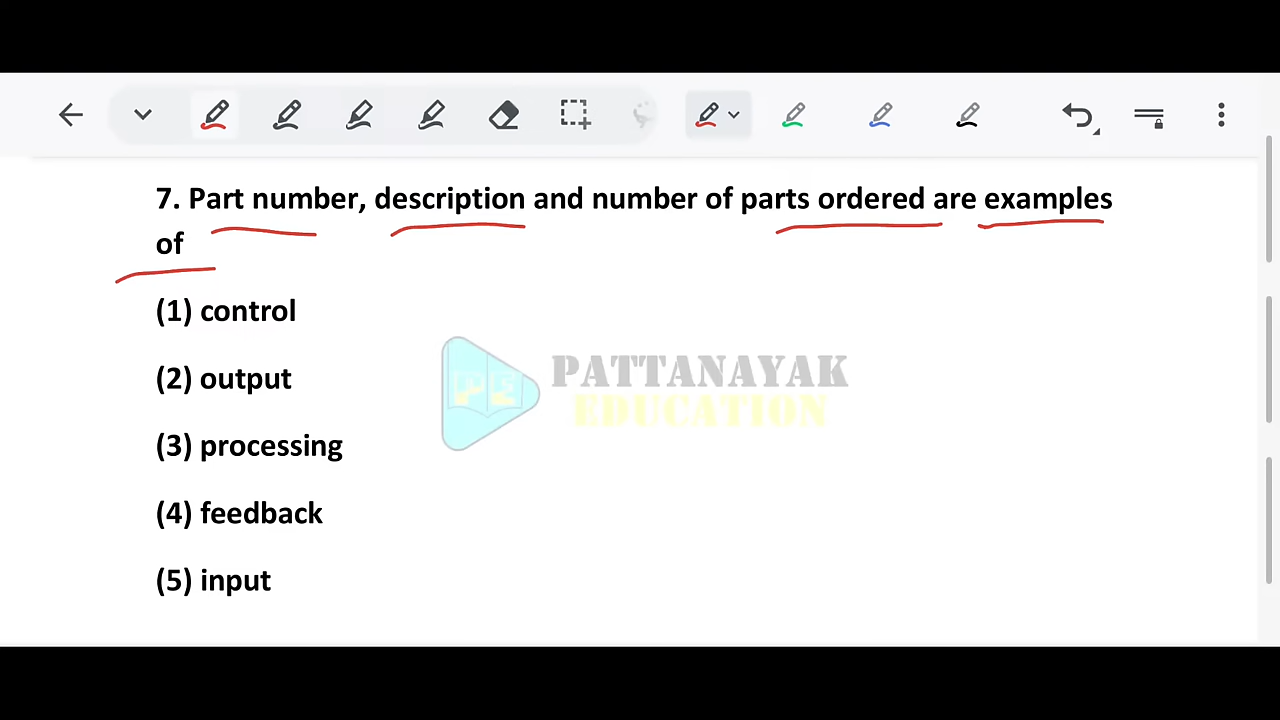 7. Part number, description and number of parts ordered are examples
of
(1) control
(2) output
(3) processing
(4) feedback
(5) input
PATTANAYAK
EDUCATION